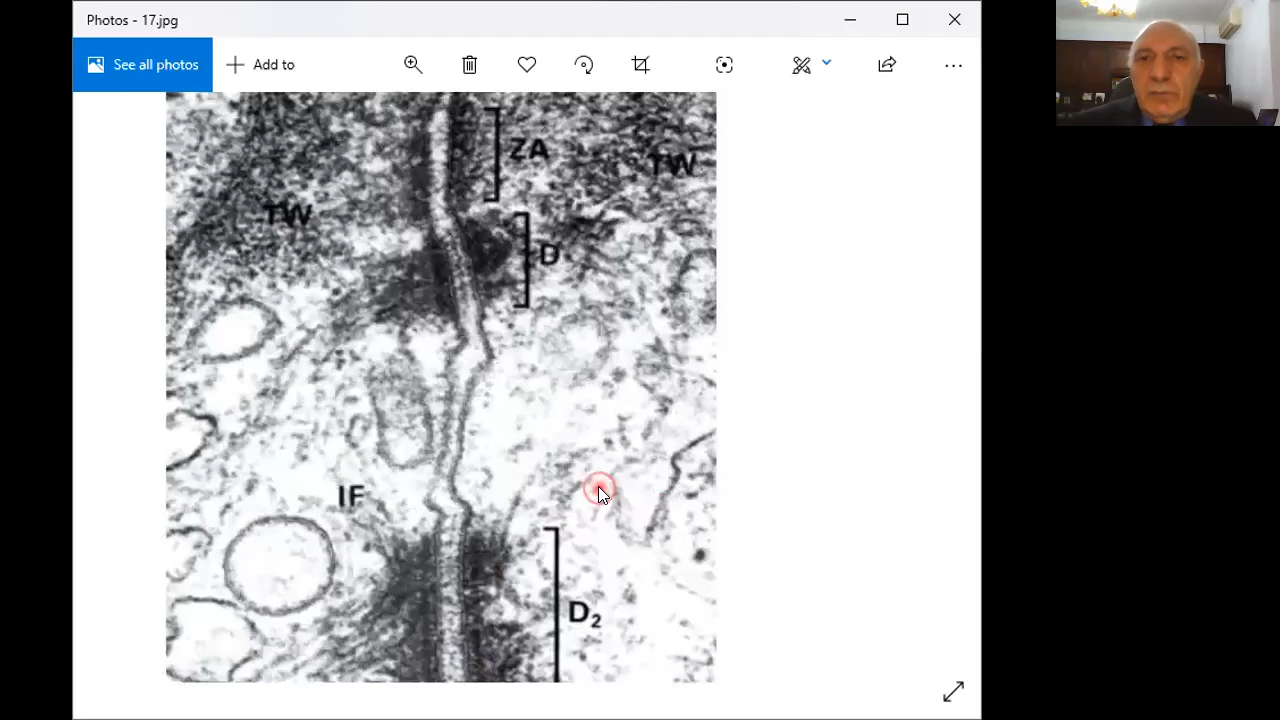 Photos - 17.jpg
See all photos
Add to
ZA
TW
TW
D
IF
D₂